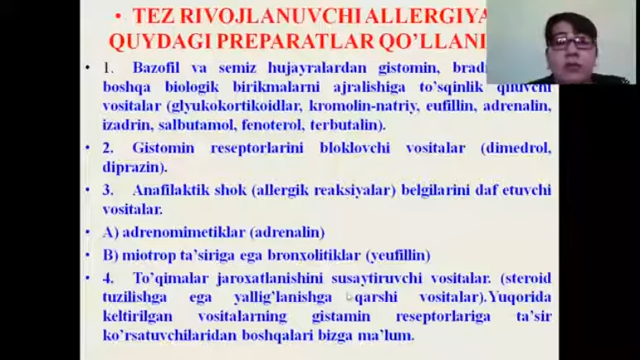 • TEZ RIVOJLANUVCHI ALLERGIYA
QUYDAGI PREPARATLAR QO’LLANI
• 1. Bazofil va semiz hujayralardan gistomin,
boshqa biologik birikmalarni ajralishiga to’sqinlik qiluvchi
vositalar (glyukokortikoidlar, kromolin-natriy, eufillin, adrenalin,
izadrin, salbutamol, fenoterol, terbutalin).
• 2. Gistomin reseptorlarini bloklovchi vositalar (dimedrol,
diprazin).
• 3. Anafilaktik shok (allergik reaksiyalar) belgilarini daf etuvchi
vositalar.
• A) adrenomimetiklar (adrenalin)
• B) miotrop ta’siriga ega bronxolitiklar (yeufillin)
• 4. To’qimalar jaroxatlanishini susaytiruvchi vositalar. (steroid
tuzilishga ega yallig’lanishga qarshi vositalar).Yuqorida
keltirilgan vositalarning gistamin reseptorlariga ta’sir
ko’rsatuvchilaridan boshqalari bizga ma’lum.